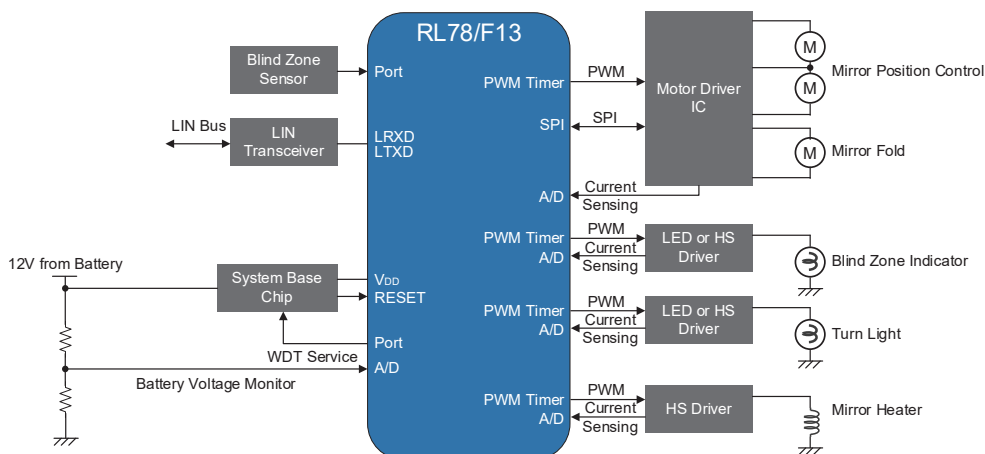 RL78/F13
Blind Zone
Sensor
Port
LIN Bus
LIN
Transceiver
LRXD
LTXD
12V from Battery
System Base
Chip
VDD
RESET
Port
WDT Service
A/D
Battery Voltage Monitor
PWM Timer
PWM
SPI
SPI
A/D
Current
Sensing
Motor Driver
IC
M
M
Mirror Position Control
M
Mirror Fold
PWM Timer
PWM
A/D
Current
Sensing
LED or HS
Driver
Blind Zone Indicator
PWM Timer
PWM
A/D
Current
Sensing
LED or HS
Driver
Turn Light
PWM Timer
PWM
A/D
Current
Sensing
HS Driver
Mirror Heater